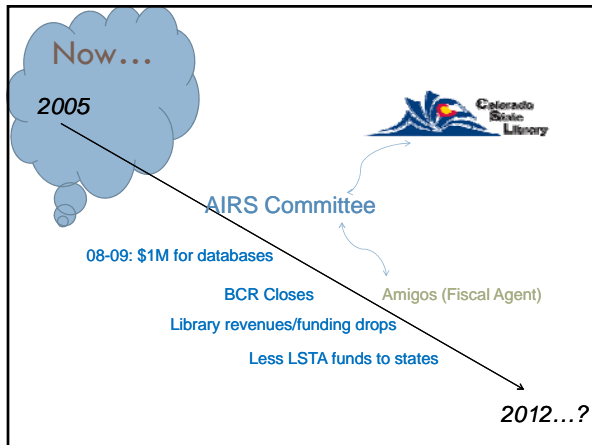 Now…
2005
Colorado
State
Library
AIRS Committee
08-09: $1M for databases
BCR Closes
Amigos (Fiscal Agent)
Library revenues/funding drops
Less LSTA funds to states
2012…?